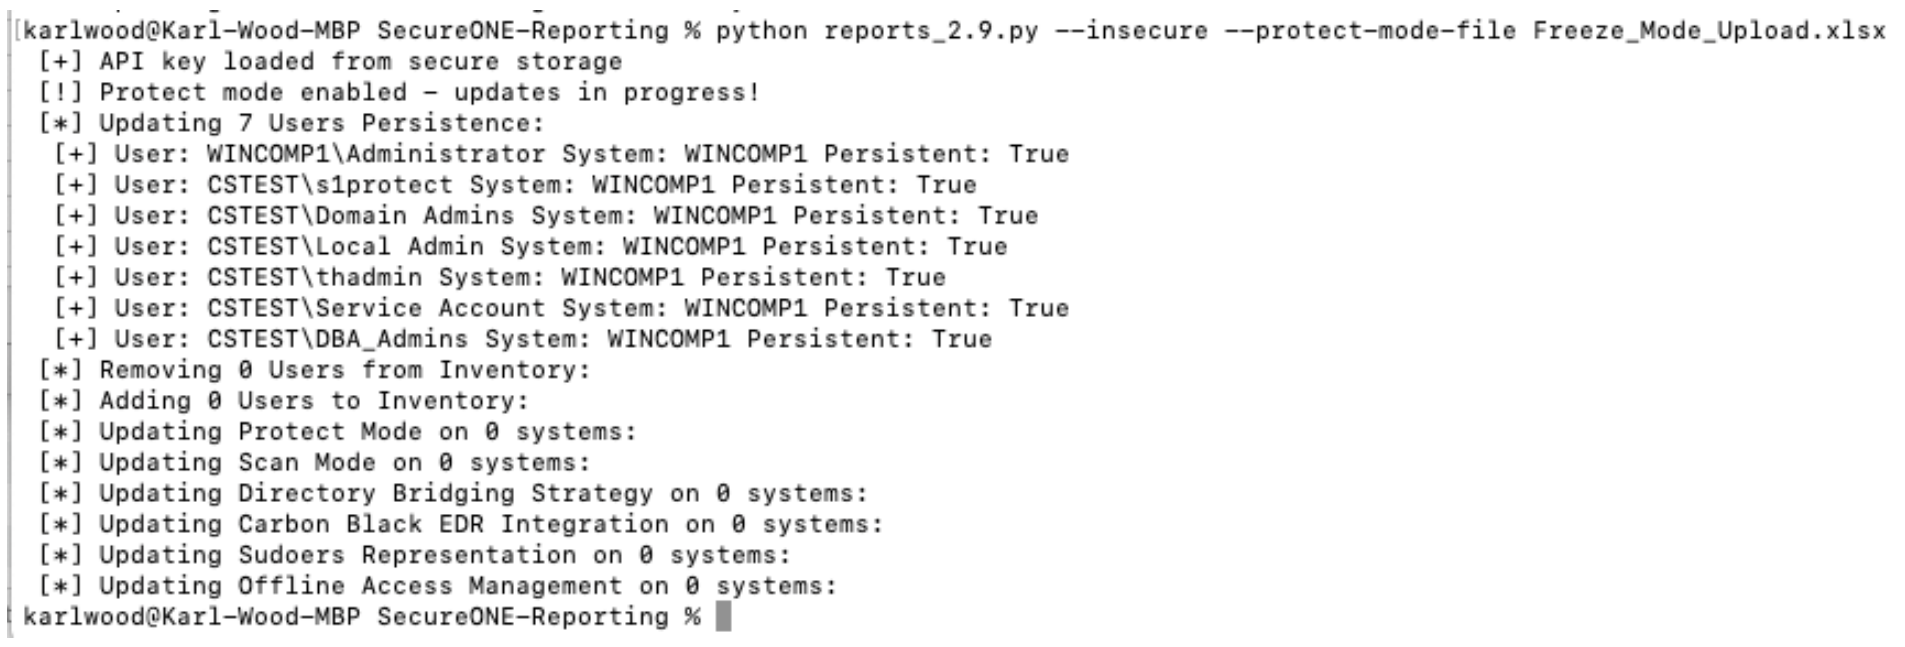 [karlwood@Karl-Wood-MBP SecureONE-Reporting % python reports_2.9.py --insecure --protect-mode-file Freeze_Mode_Upload.xlsx
[+] API key loaded from secure storage
[!] Protect mode enabled – updates in progress!
[*] Updating 7 Users Persistence:
[+] User: WINCOMP1\Administrator System: WINCOMP1 Persistent: True
[+] User: CSTEST\s1protect System: WINCOMP1 Persistent: True
[+] User: CSTEST\Domain Admins System: WINCOMP1 Persistent: True
[+] User: CSTEST\Local Admin System: WINCOMP1 Persistent: True
[+] User: CSTEST\thadmin System: WINCOMP1 Persistent: True
[+] User: CSTEST\Service Account System: WINCOMP1 Persistent: True
[+] User: CSTEST\DBA_Admins System: WINCOMP1 Persistent: True
[*] Removing 0 Users from Inventory:
[*] Adding 0 Users to Inventory:
[*] Updating Protect Mode on 0 systems:
[*] Updating Scan Mode on 0 systems:
[*] Updating Directory Bridging Strategy on 0 systems:
[*] Updating Carbon Black EDR Integration on 0 systems:
[*] Updating Sudoers Representation on 0 systems:
[*] Updating Offline Access Management on 0 systems:
karlwood@Karl-Wood-MBP SecureONE-Reporting %